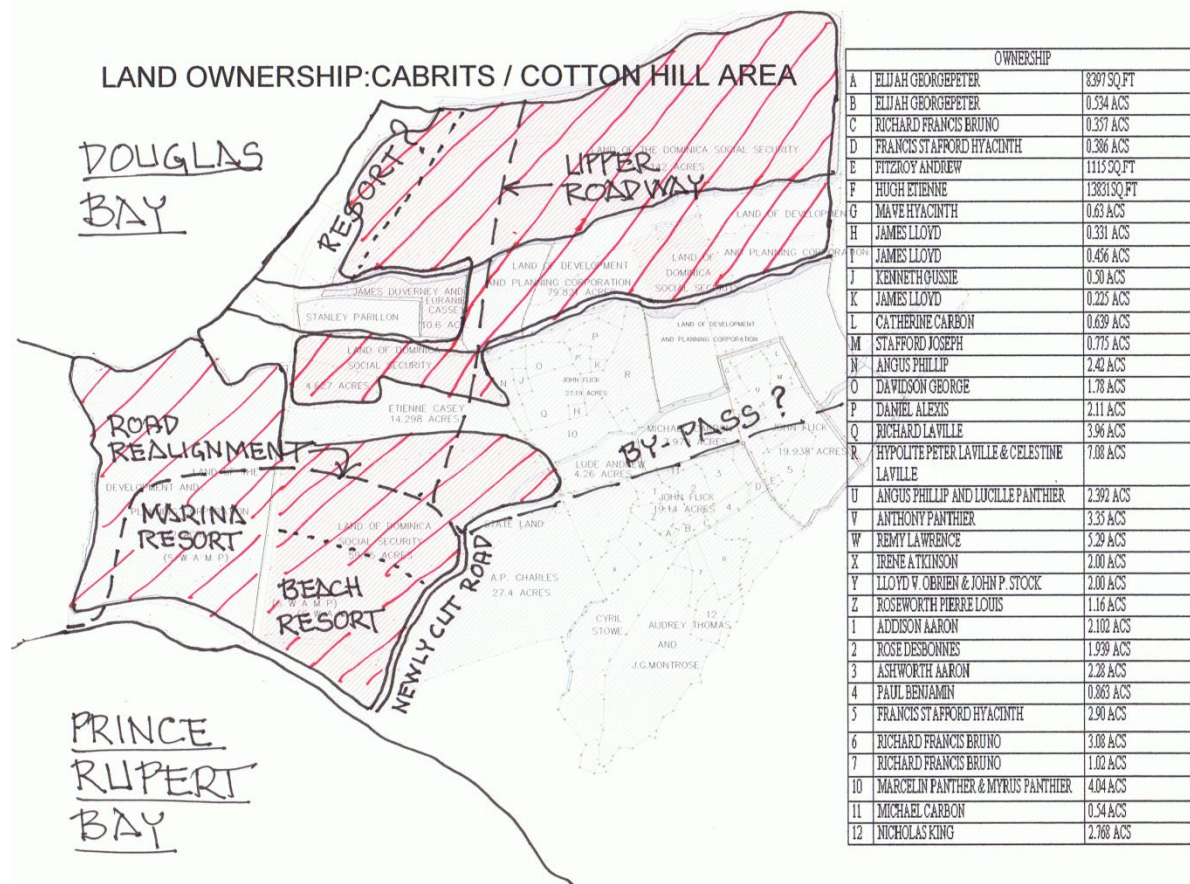 LAND OWNERSHIP:CABRITS / COTTON HILL AREA
DOUGLAS
BAY
RESORT?
LIPPER
ROADWAY
LAND OF THE DOMINICA SOCIAL SECURITY
ACRES
LAND OF DEVELOPMENT
AND PLANNING CORPORATION
LAND OF
DOMINICA
SOCIAL SECURITY
LAND OF DEVELOPMENT
AND PLANNING CORPORATION
ACRES
JAMES DUVERNEY AND
EURANIE
CASSE
10.6 AC
STANLEY PARILLON
LAND OF DOMINICA
SOCIAL SECURITY
4.627 ACRES
LAND OF DEVELOPMENT
AND PLANNING CORPORATION
N
J
O
P
K
R
Q
H
10
JOHN FLICK
27.19 ACRES
ETIENNE CASEY
14.298 ACRES
ROAD
REALIGNMENT
LAND OF THE
DEVELOPMENT AND
MARINA
RESORT
(SWAMP)
LAND OF DOMINICA
SOCIAL SECURITY
ACRES
BEACH
RESORT
(SWAMP)
NEWLY CUT ROAD
BY-PASS?
MICHAEL
LUDE ANDREW
4.26 ACRES
JOHN FLICK
19.938 ACRES
JOHN FLICK
19.14 ACRES
STATE LAND
A.P. CHARLES
27.4 ACRES
CYRIL
STOWE
AUDREY THOMAS
AND
J.G.MONTROSE
12
PRINCE
RUPERT
BAY
OWNERSHIP
A ELIJAH GEORGEPETER 8397 SQ.FT
B ELIJAH GEORGEPETER 0.534 ACS
C RICHARD FRANCIS BRUNO 0.357 ACS
D FRANCIS STAFFORD HYACINTH 0.386 ACS
E FITZROY ANDREW 1115 SQ.FT
F HUGH ETIENNE 13831SQ.FT
G MAVE HYACINTH 0.63 ACS
H JAMES LLOYD 0.331 ACS
JAMES LLOYD 0.456 ACS
J KENNETH GUSSIE 0.50 ACS
K JAMES LLOYD 0.225 ACS
L CATHERINE CARBON 0.639 ACS
M STAFFORD JOSEPH 0.775 ACS
N ANGUS PHILLIP 2.42 ACS
O DAVIDSON GEORGE 1.78 ACS
P DANIEL ALEXIS 2.11 ACS
Q RICHARD LAVILLE 3.96 ACS
R HYPOLITE PETER LAVILLE & CELESTINE LAVILLE 7.08 ACS
U ANGUS PHILLIP AND LUCILLE PANTHIER 2.392 ACS
V ANTHONY PANTHIER 3.35 ACS
W REMY LAWRENCE 5.29 ACS
X IRENE ATKINSON 2.00 ACS
Y LLOYD V. OBRIEN & JOHN P. STOCK 2.00 ACS
Z ROSEWORTH PIERRE LOUIS 1.16 ACS
1 ADDISON AARON 2.102 ACS
2 ROSE DESBONNES 1.939 ACS
3 ASHWORTH AARON 2.28 ACS
4 PAUL BENJAMIN 0.863 ACS
5 FRANCIS STAFFORD HYACINTH 2.90 ACS
6 RICHARD FRANCIS BRUNO 3.08 ACS
7 RICHARD FRANCIS BRUNO 1.02 ACS
10 MARCELIN PANTHER & MYRUS PANTHIER 4.04 ACS
11 MICHAEL CARBON 0.54 ACS
12 NICHOLAS KING 2.768 ACS